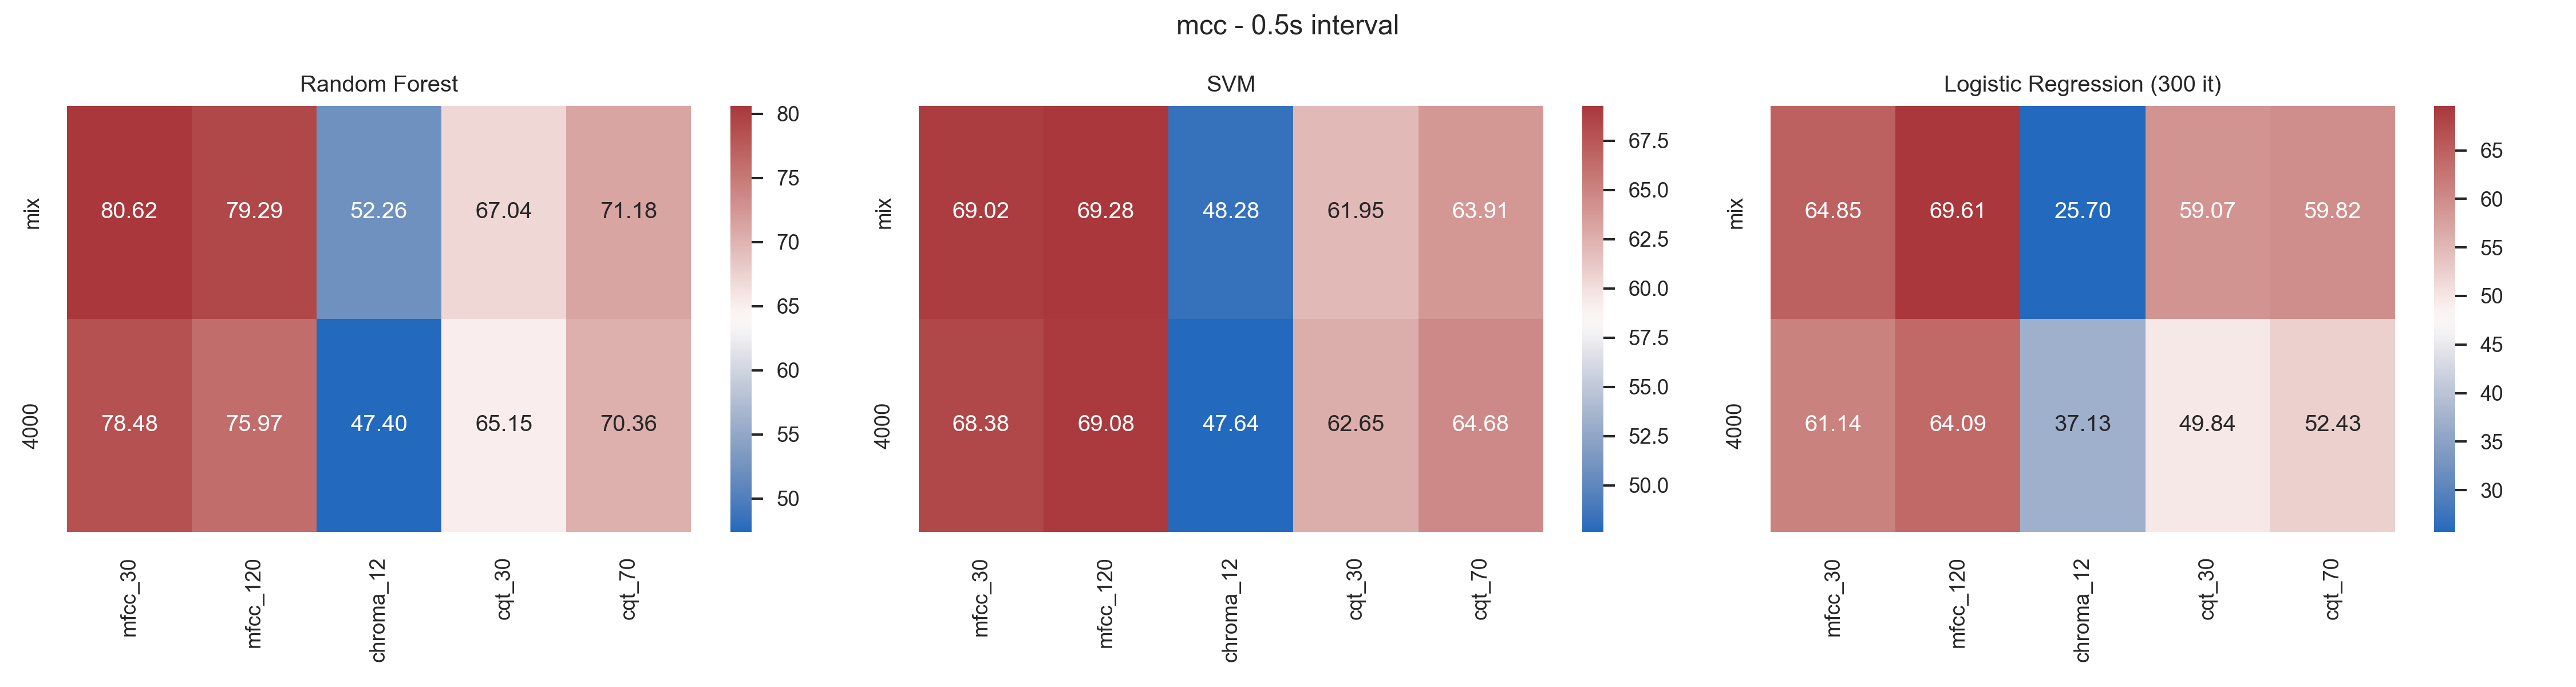 mcc - 0.5s interval
Random Forest
mix
80.62 79.29 52.26 67.04 71.18
4000
78.48 75.97 47.40 65.15 70.36
mfcc_30 mfcc_120 chroma_12 cqt_30 cqt_70
80
75
70
65
60
55
50
SVM
mix
69.02 69.28 48.28 61.95 63.91
4000
68.38 69.08 47.64 62.65 64.68
mfcc_30 mfcc_120 chroma_12 cqt_30 cqt_70
67.5
65.0
62.5
60.0
57.5
55.0
52.5
50.0
Logistic Regression (300 it)
mix
64.85 69.61 25.70 59.07 59.82
4000
61.14 64.09 37.13 49.84 52.43
mfcc_30 mfcc_120 chroma_12 cqt_30 cqt_70
65
60
55
50
45
40
35
30